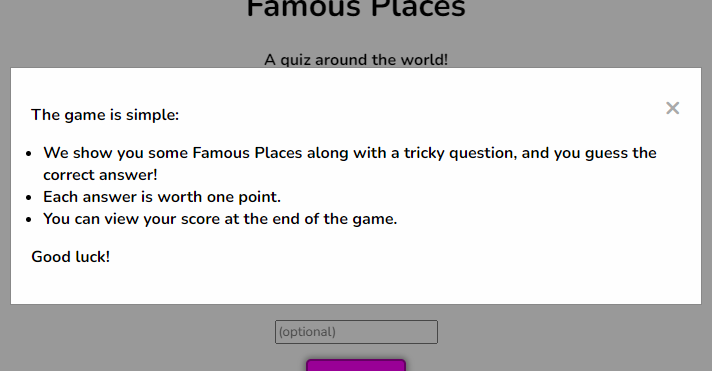 Famous Places
A quiz around the world!
The game is simple:
We show you some Famous Places along with a tricky question, and you guess the
correct answer!
Each answer is worth one point.
You can view your score at the end of the game.
Good luck!
(optional)